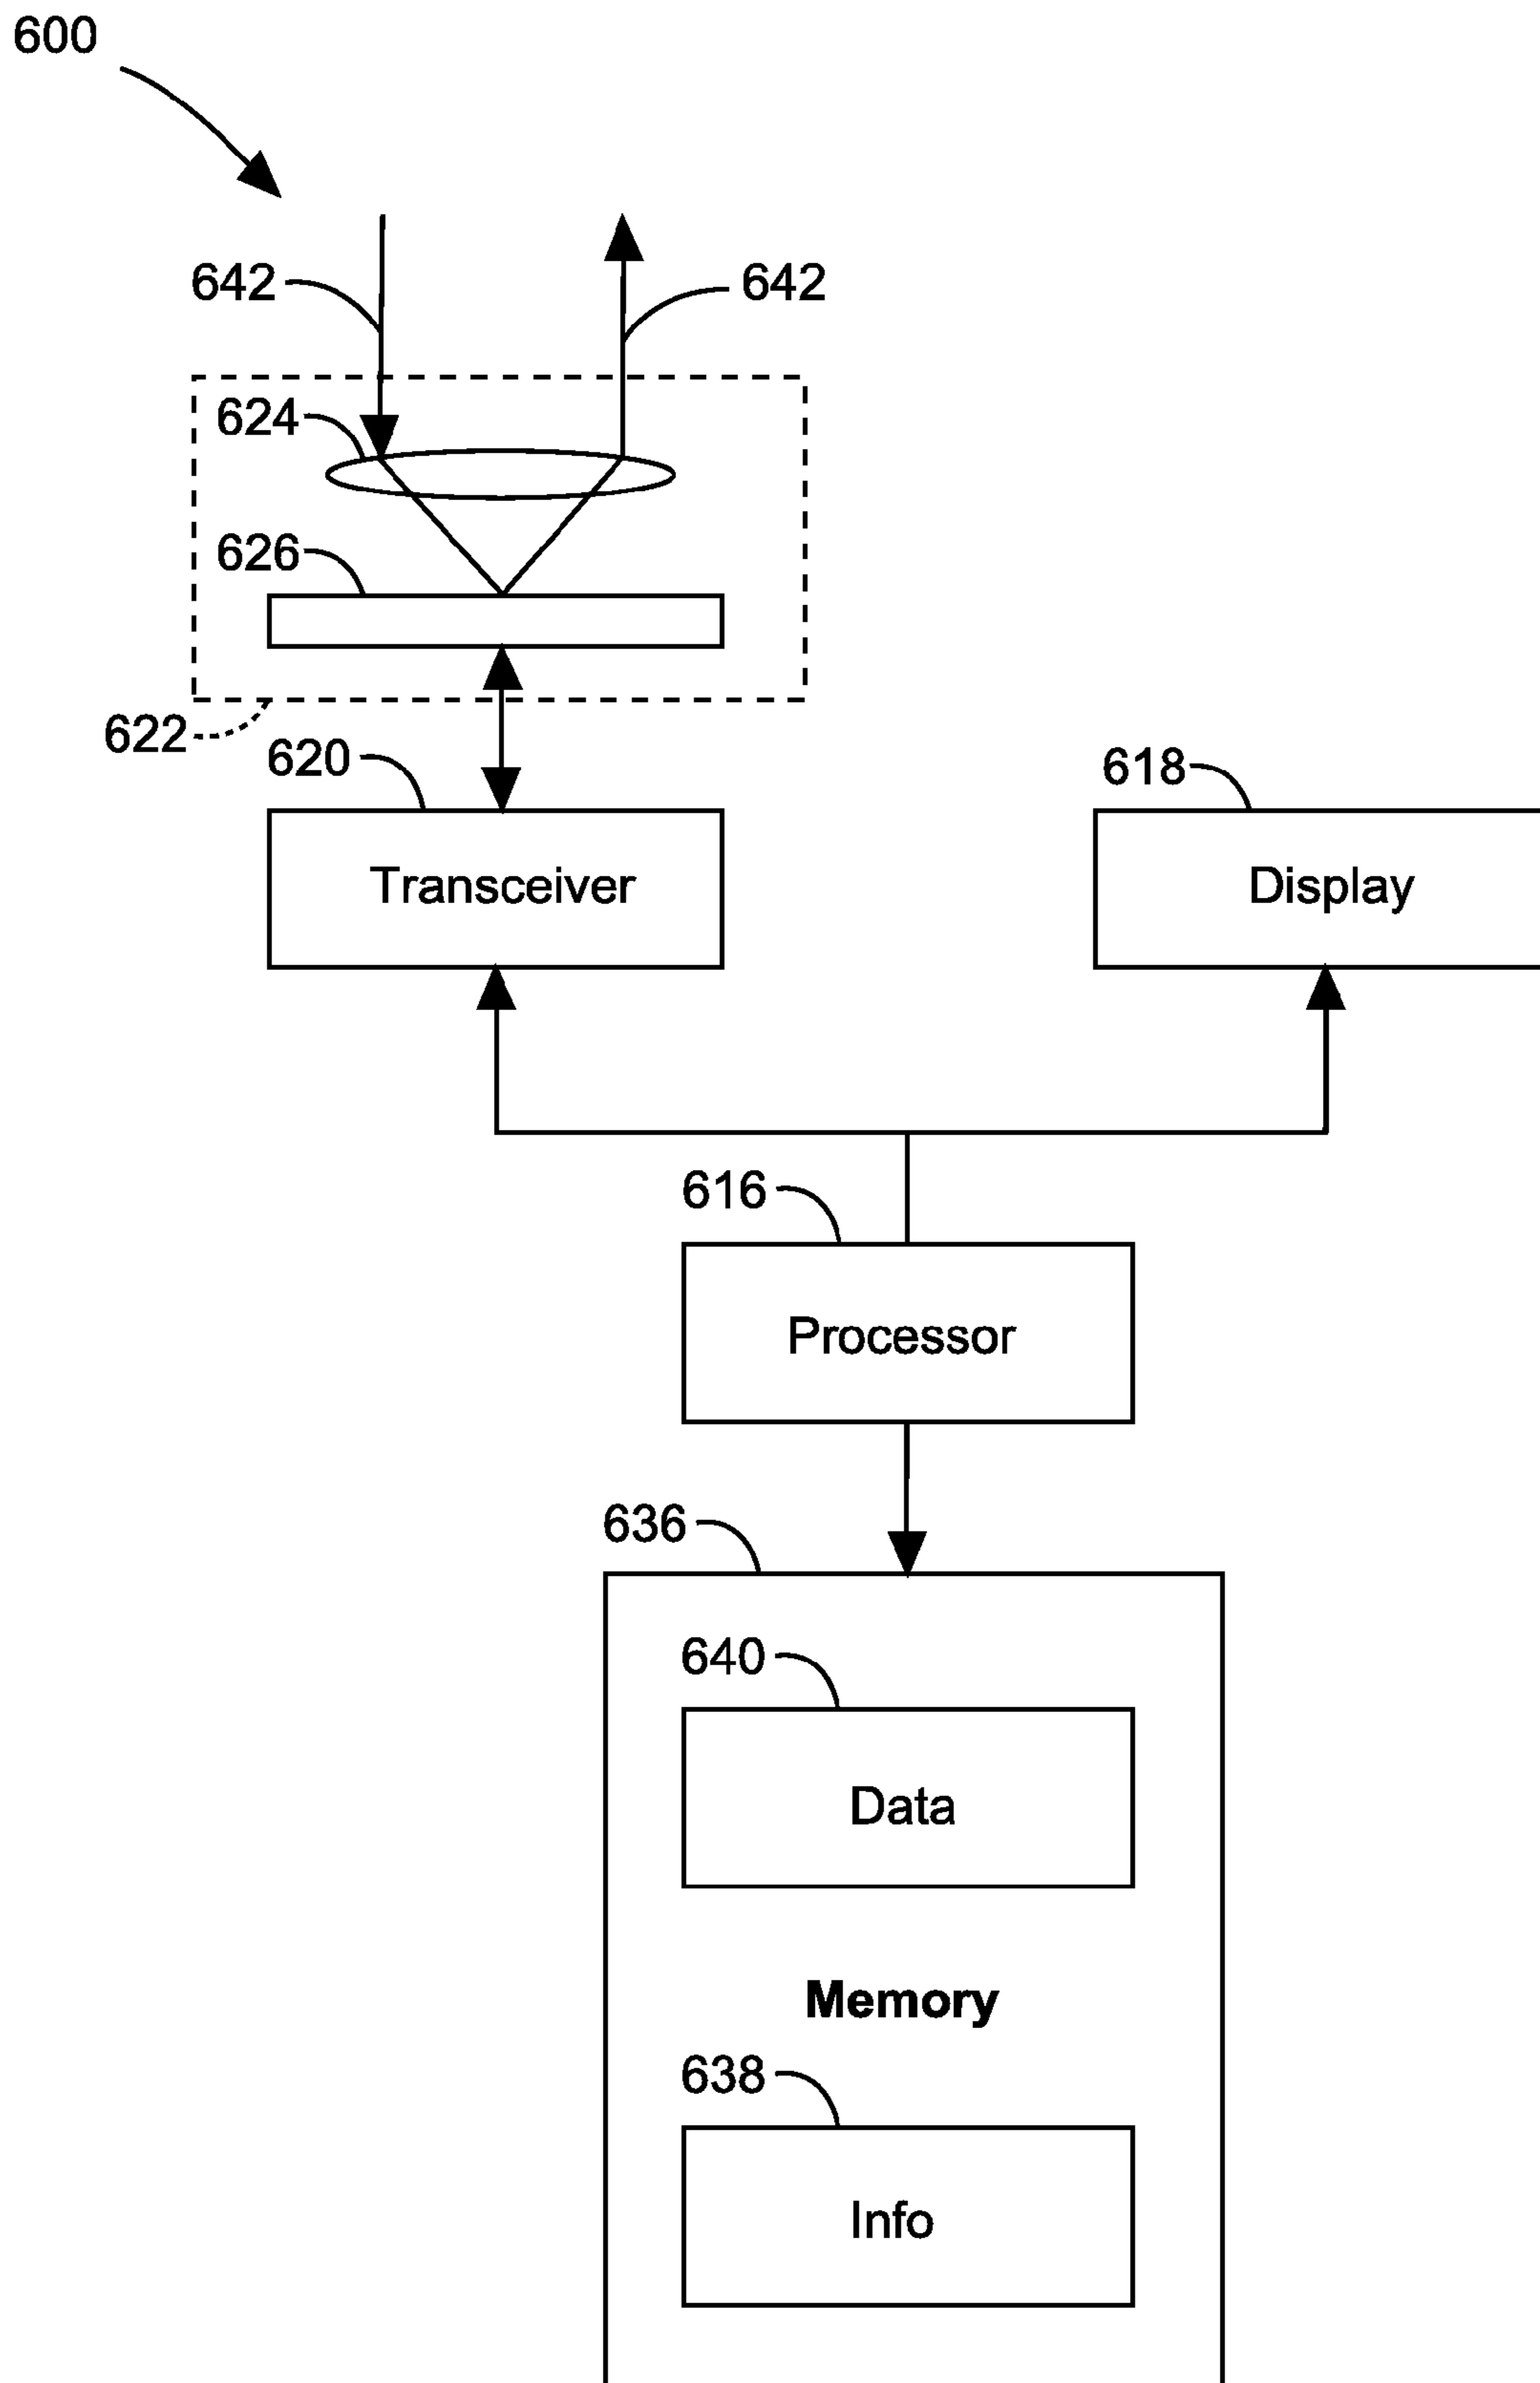 600
642
642
624
626
622
620
618
Transceiver
Display
616
Processor
636
640
Data
Memory
638
Info